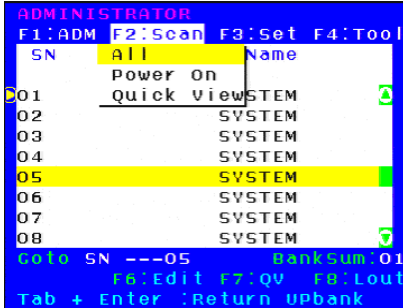 ADMINISTRATOR
F1:ADM F2:Scan F3:Set F4:Tool
SN All Name
Power On
01 Quick View SYSTEM
02 SYSTEM
03 SYSTEM
04 SYSTEM
05 SYSTEM
06 SYSTEM
07 SYSTEM
08 SYSTEM
Goto SN ---05 BankSum:01
F6:Edit F7:QV F8:Lout
Tab + Enter :Return UPbank